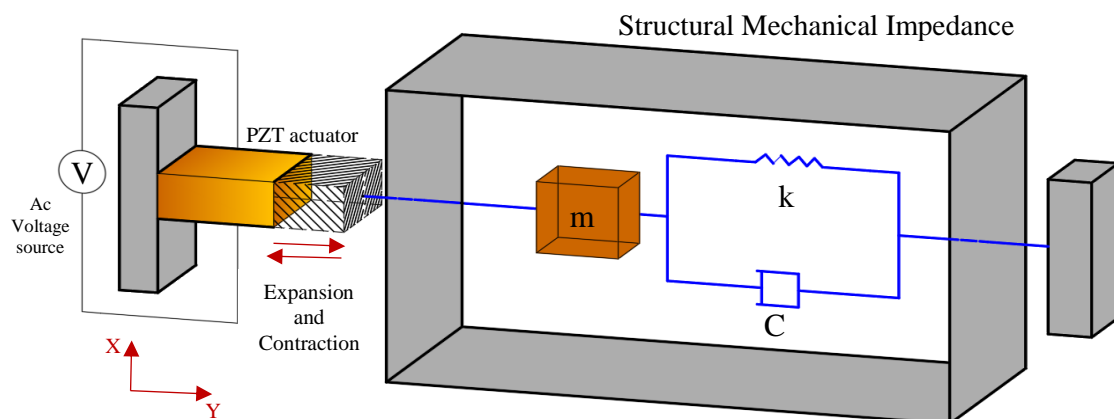 Structural Mechanical Impedance
PZT actuator
V
Ac
Voltage
source
m
k
C
Expansion
and
Contraction
X
Y